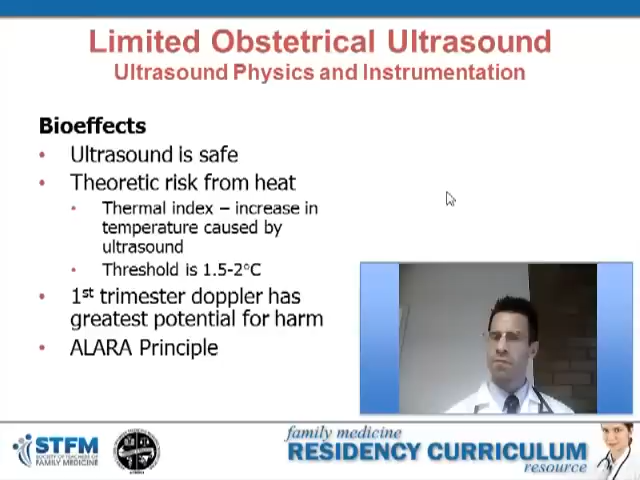 Limited Obstetrical Ultrasound
Ultrasound Physics and Instrumentation
Bioeffects
• Ultrasound is safe
• Theoretic risk from heat
• Thermal index – increase in
temperature caused by
ultrasound
• Threshold is 1.5-2°C
• 1st trimester doppler has
greatest potential for harm
• ALARA Principle
STFM
SOCIETY OF TEACHERS OF
FAMILY MEDICINE
family medicine
RESIDENCY CURRICULUM
resource